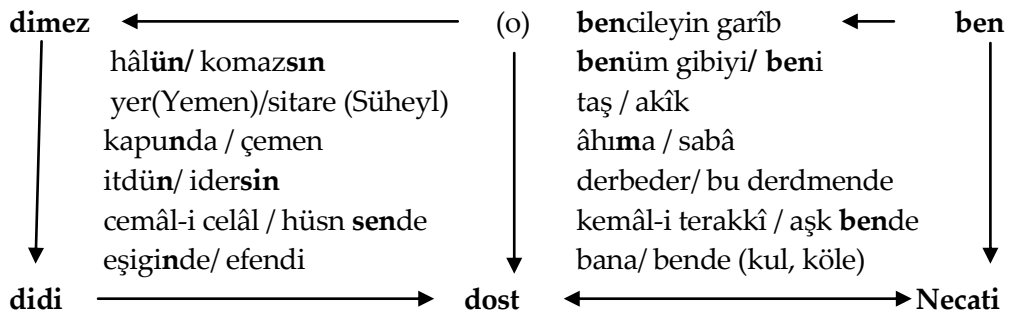 dimez (o) bencileyin garîb ben
hâlün/ komazsın benüm gibiyi/ beni
yer(Yemen)/sitare (Süheyl) taş / akîk
kapunda / çemen âhıma / sabâ
itdün/ idersin derbeder/ bu derdmende
cemâl-i celâl / hüsn sende kemâl-i terakkî / aşk bende
eşiginde/ efendi bana/ bende (kul, köle)
didi dost Necati